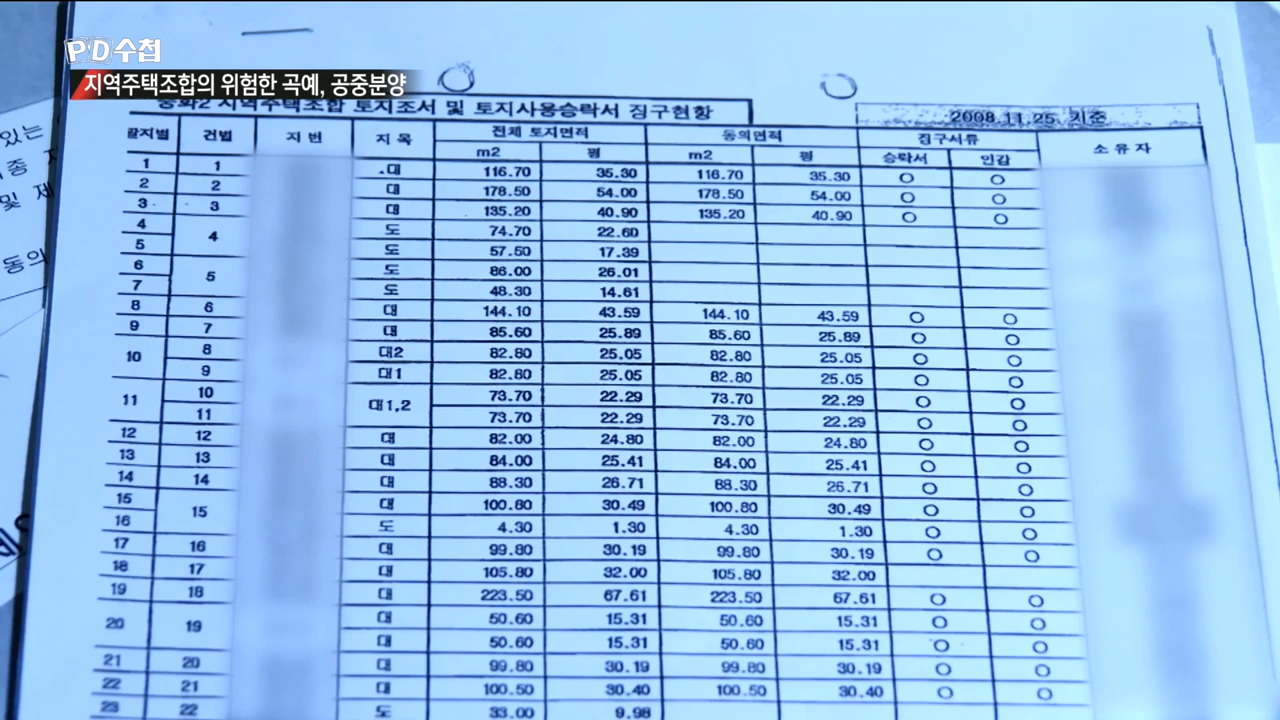 PD수첩
지역주택조합의 위험한 곡예, 공중분양
중화2 지역주택조합 토지조서 및 토지사용승락서 징구현황
2008.11.25. 기준
필지별 건별 지번 지목 전체 토지면적 동의면적 징구서류 소유자
m2 평 m2 평 승락서 인감
1 1 대 116.70 35.30 116.70 35.30 ○ ○
2 2 대 178.50 54.00 178.50 54.00 ○ ○
3 3 대 135.20 40.90 135.20 40.90 ○ ○
4 4 도 74.70 22.60
5 도 57.50 17.39
6 5 도 86.00 26.01
7 도 48.30 14.61
8 6 대 144.10 43.59 144.10 43.59 ○ ○
9 7 대 85.60 25.89 85.60 25.89 ○ ○
10 8 대2 82.80 25.05 82.80 25.05 ○ ○
9 대1 82.80 25.05 82.80 25.05 ○ ○
11 10 대1,2 73.70 22.29 73.70 22.29 ○ ○
11 73.70 22.29 73.70 22.29 ○ ○
12 12 대 82.00 24.80 82.00 24.80 ○ ○
13 13 대 84.00 25.41 84.00 25.41 ○ ○
14 14 대 88.30 26.71 88.30 26.71 ○ ○
15 15 대 100.80 30.49 100.80 30.49 ○ ○
16 도 4.30 1.30 4.30 1.30 ○ ○
17 16 대 99.80 30.19 99.80 30.19 ○ ○
18 17 대 105.80 32.00 105.80 32.00
19 18 대 223.50 67.61 223.50 67.61 ○ ○
20 19 대 50.60 15.31 50.60 15.31 ○ ○
대 50.60 15.31 50.60 15.31 ○ ○
21 20 대 99.80 30.19 99.80 30.19 ○ ○
22 21 대 100.50 30.40 100.50 30.40 ○ ○
23 22 도 33.00 9.98
있는
종
및 제
동의